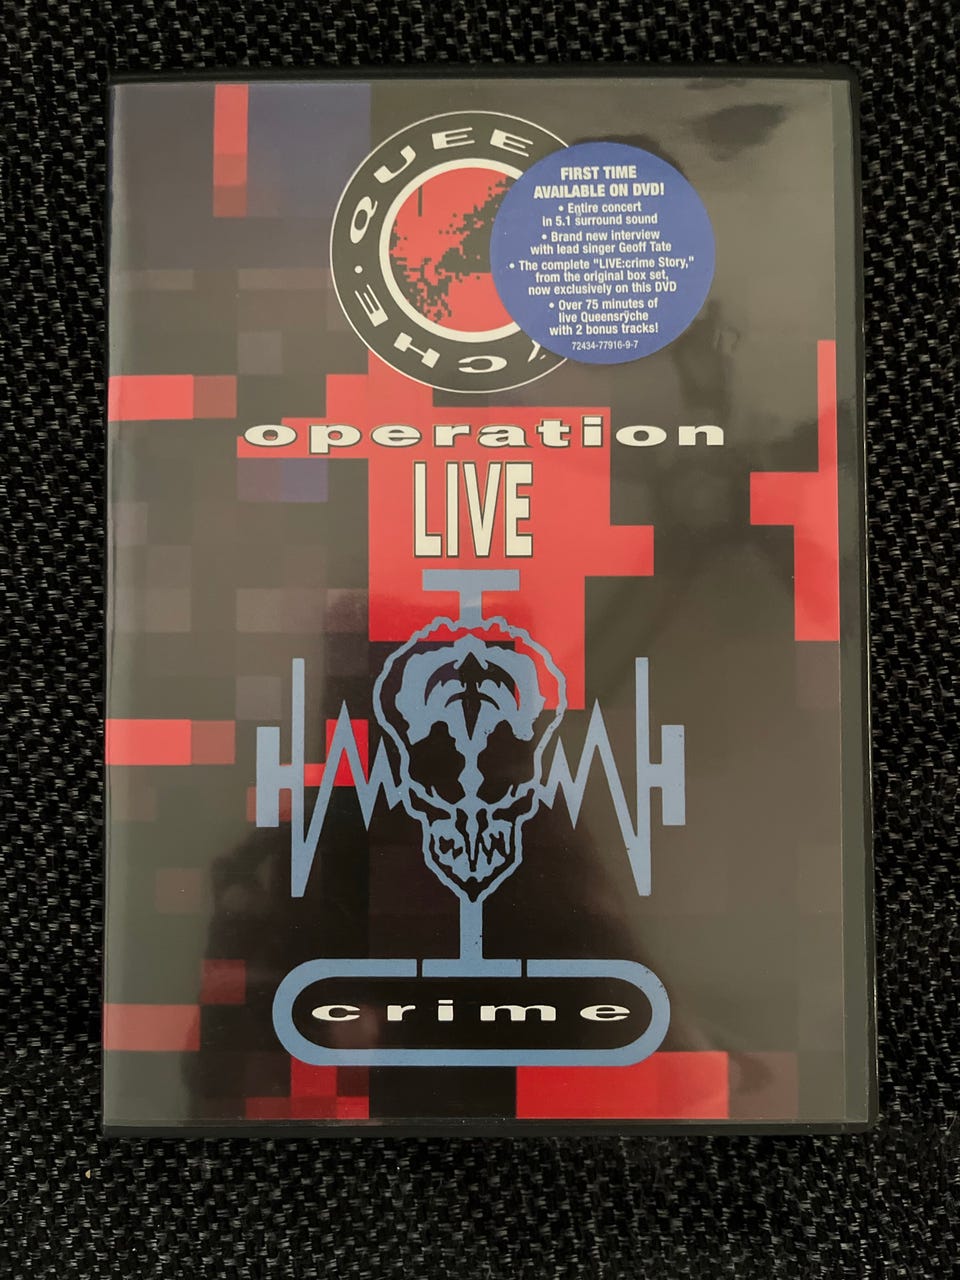 QUEE
ŸCHE •
FIRST TIME
AVAILABLE ON DVD!
• Entire concert
in 5.1 surround sound
• Brand new interview
with lead singer Geoff Tate
• The complete "LIVE:crime Story,"
from the original box set,
now exclusively on this DVD
• Over 75 minutes of
live Queensrÿche
with 2 bonus tracks!
72434-77916-9-7
operation
LIVE
crime